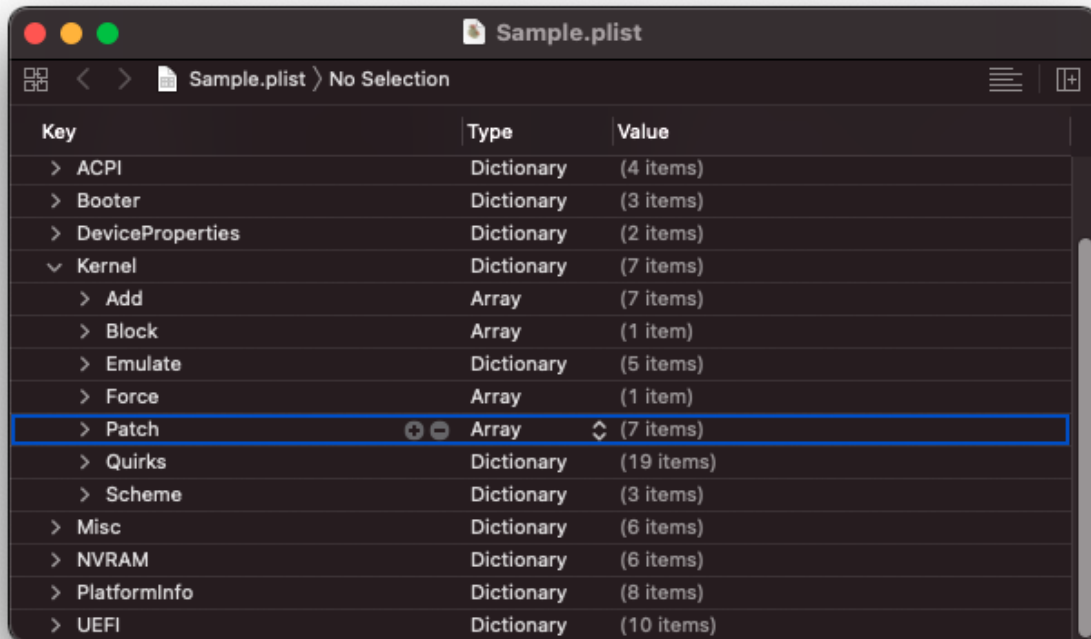 Sample.plist
Sample.plist 〉 No Selection
Key Type Value
ACPI Dictionary (4 items)
Booter Dictionary (3 items)
DeviceProperties Dictionary (2 items)
Kernel Dictionary (7 items)
Add Array (7 items)
Block Array (1 item)
Emulate Dictionary (5 items)
Force Array (1 item)
Patch Array (7 items)
Quirks Dictionary (19 items)
Scheme Dictionary (3 items)
Misc Dictionary (6 items)
NVRAM Dictionary (6 items)
PlatformInfo Dictionary (8 items)
UEFI Dictionary (10 items)